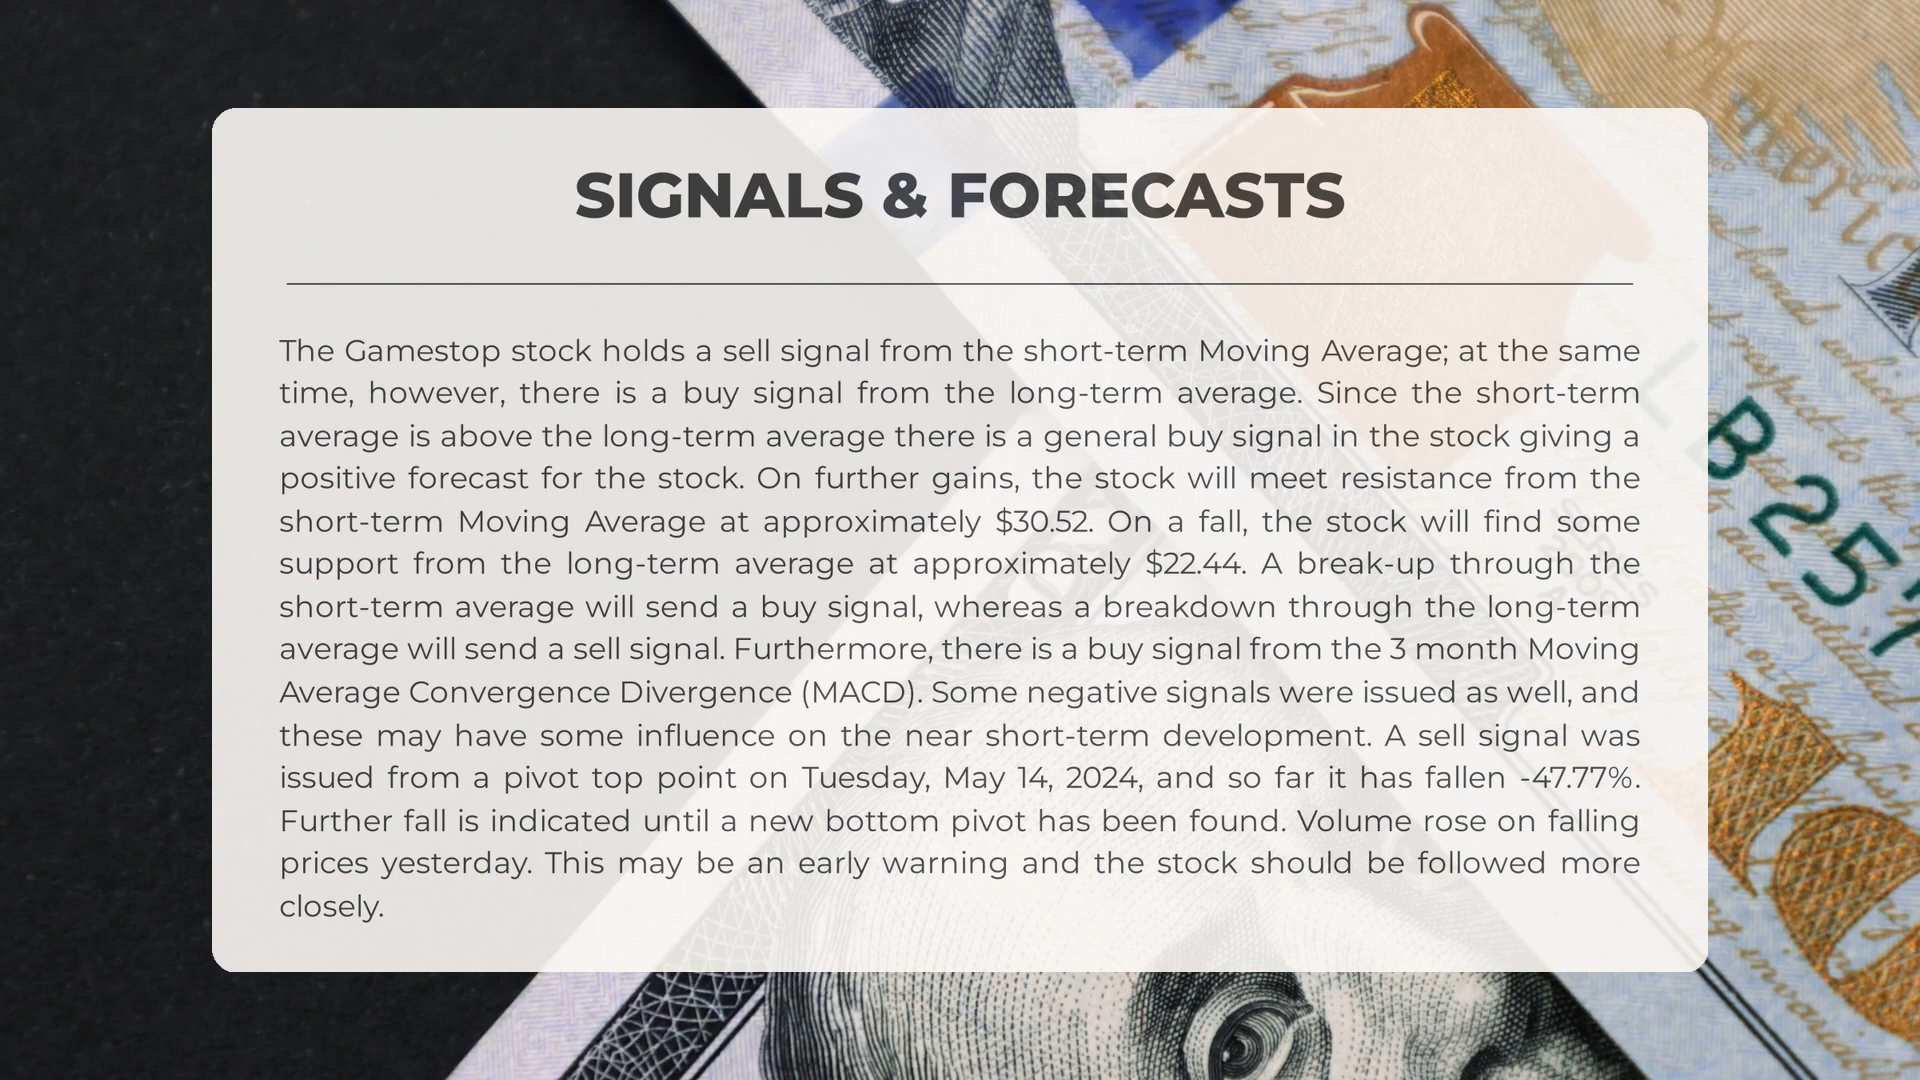 SIGNALS & FORECASTS
The Gamestop stock holds a sell signal from the short-term Moving Average; at the same
time, however, there is a buy signal from the long-term average. Since the short-term
average is above the long-term average there is a general buy signal in the stock giving a
positive forecast for the stock. On further gains, the stock will meet resistance from the
short-term Moving Average at approximately $30.52. On a fall, the stock will find some
support from the long-term average at approximately $22.44. A break-up through the
short-term average will send a buy signal, whereas a breakdown through the long-term
average will send a sell signal. Furthermore, there is a buy signal from the 3 month Moving
Average Convergence Divergence (MACD). Some negative signals were issued as well, and
these may have some influence on the near short-term development. A sell signal was
issued from a pivot top point on Tuesday, May 14, 2024, and so far it has fallen -47.77%.
Further fall is indicated until a new bottom pivot has been found. Volume rose on falling
prices yesterday. This may be an early warning and the stock should be followed more
closely.
LB25